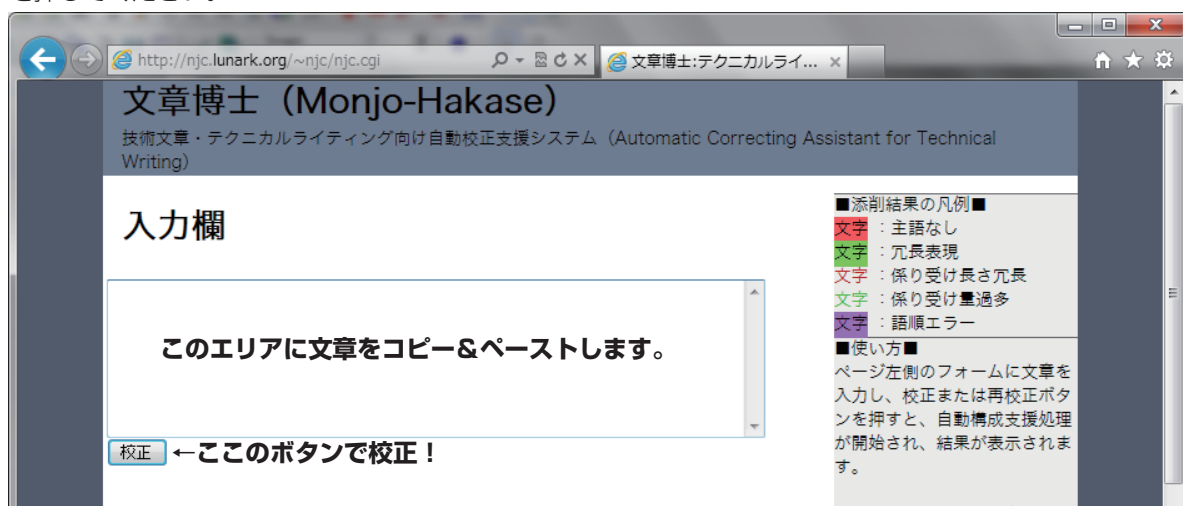 http://njc.lunark.org/~njc/njc.cgi
文章博士:テクニカルライ...
文章博士（Monjo-Hakase）
技術文章・テクニカルライティング向け自動校正支援システム（Automatic Correcting Assistant for Technical
Writing）
入力欄
このエリアに文章をコピー&ペーストします。
校正 ←ここのボタンで校正！
■添削結果の凡例■
文字：主語なし
文字：冗長表現
文字：係り受け長さ冗長
文字：係り受け量過多
文字：語順エラー
■使い方■
ページ左側のフォームに文章を
入力し、校正または再校正ボタ
ンを押すと、自動構成支援処理
が開始され、結果が表示されま
す。